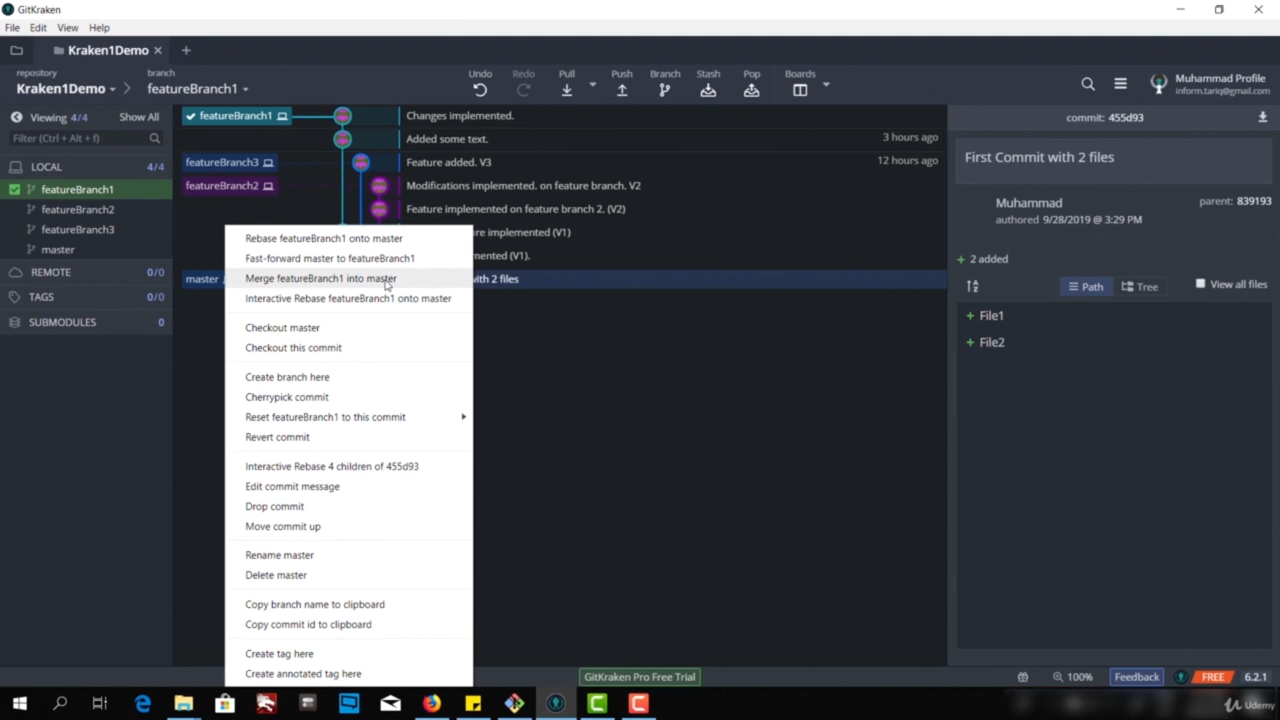 GitKraken
File Edit View Help
Kraken1Demo
repository
Kraken1Demo
branch
featureBranch1
Undo
Redo
Pull
Push
Branch
Stash
Pop
Boards
Muhammad Profile
inform.tariq@gmail.com
Viewing 4/4 Show All
Filter (Ctrl + Alt + f)
LOCAL 4/4
featureBranch1
featureBranch2
featureBranch3
master
REMOTE 0/0
TAGS 0/0
SUBMODULES 0
featureBranch1 Changes implemented.
Added some text. 3 hours ago
featureBranch3 Feature added. V3 12 hours ago
featureBranch2 Modifications implemented. on feature branch. V2
Feature implemented on feature branch 2. (V2)
implemented (V1)
(V1).
master with 2 files
Rebase featureBranch1 onto master
Fast-forward master to featureBranch1
Merge featureBranch1 into master
Interactive Rebase featureBranch1 onto master
Checkout master
Checkout this commit
Create branch here
Cherrypick commit
Reset featureBranch1 to this commit
Revert commit
Interactive Rebase 4 children of 455d93
Edit commit message
Drop commit
Move commit up
Rename master
Delete master
Copy branch name to clipboard
Copy commit id to clipboard
Create tag here
Create annotated tag here
commit: 455d93
First Commit with 2 files
Muhammad
authored 9/28/2019 @ 3:29 PM
parent: 839193
2 added
Path
Tree
View all files
File1
File2
GitKraken Pro Free Trial
100%
Feedback
FREE
6.2.1
Udemy